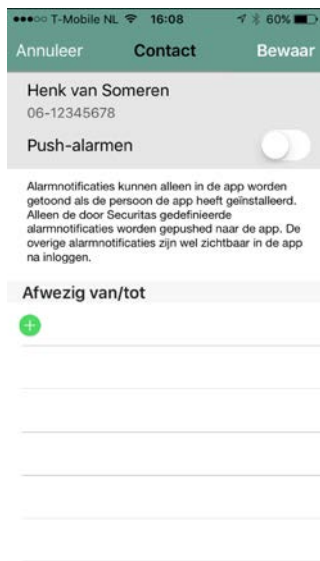 T-Mobile NL 16:08 60%
Annuleer Contact Bewaar
Henk van Someren
06-12345678
Push-alarmen
Alarmnotificaties kunnen alleen in de app worden
getoond als de persoon de app heeft geïnstalleerd.
Alleen de door Securitas gedefinieerde
alarmnotificaties worden gepushed naar de app. De
overige alarmnotificaties zijn wel zichtbaar in de app
na inloggen.
Afwezig van/tot